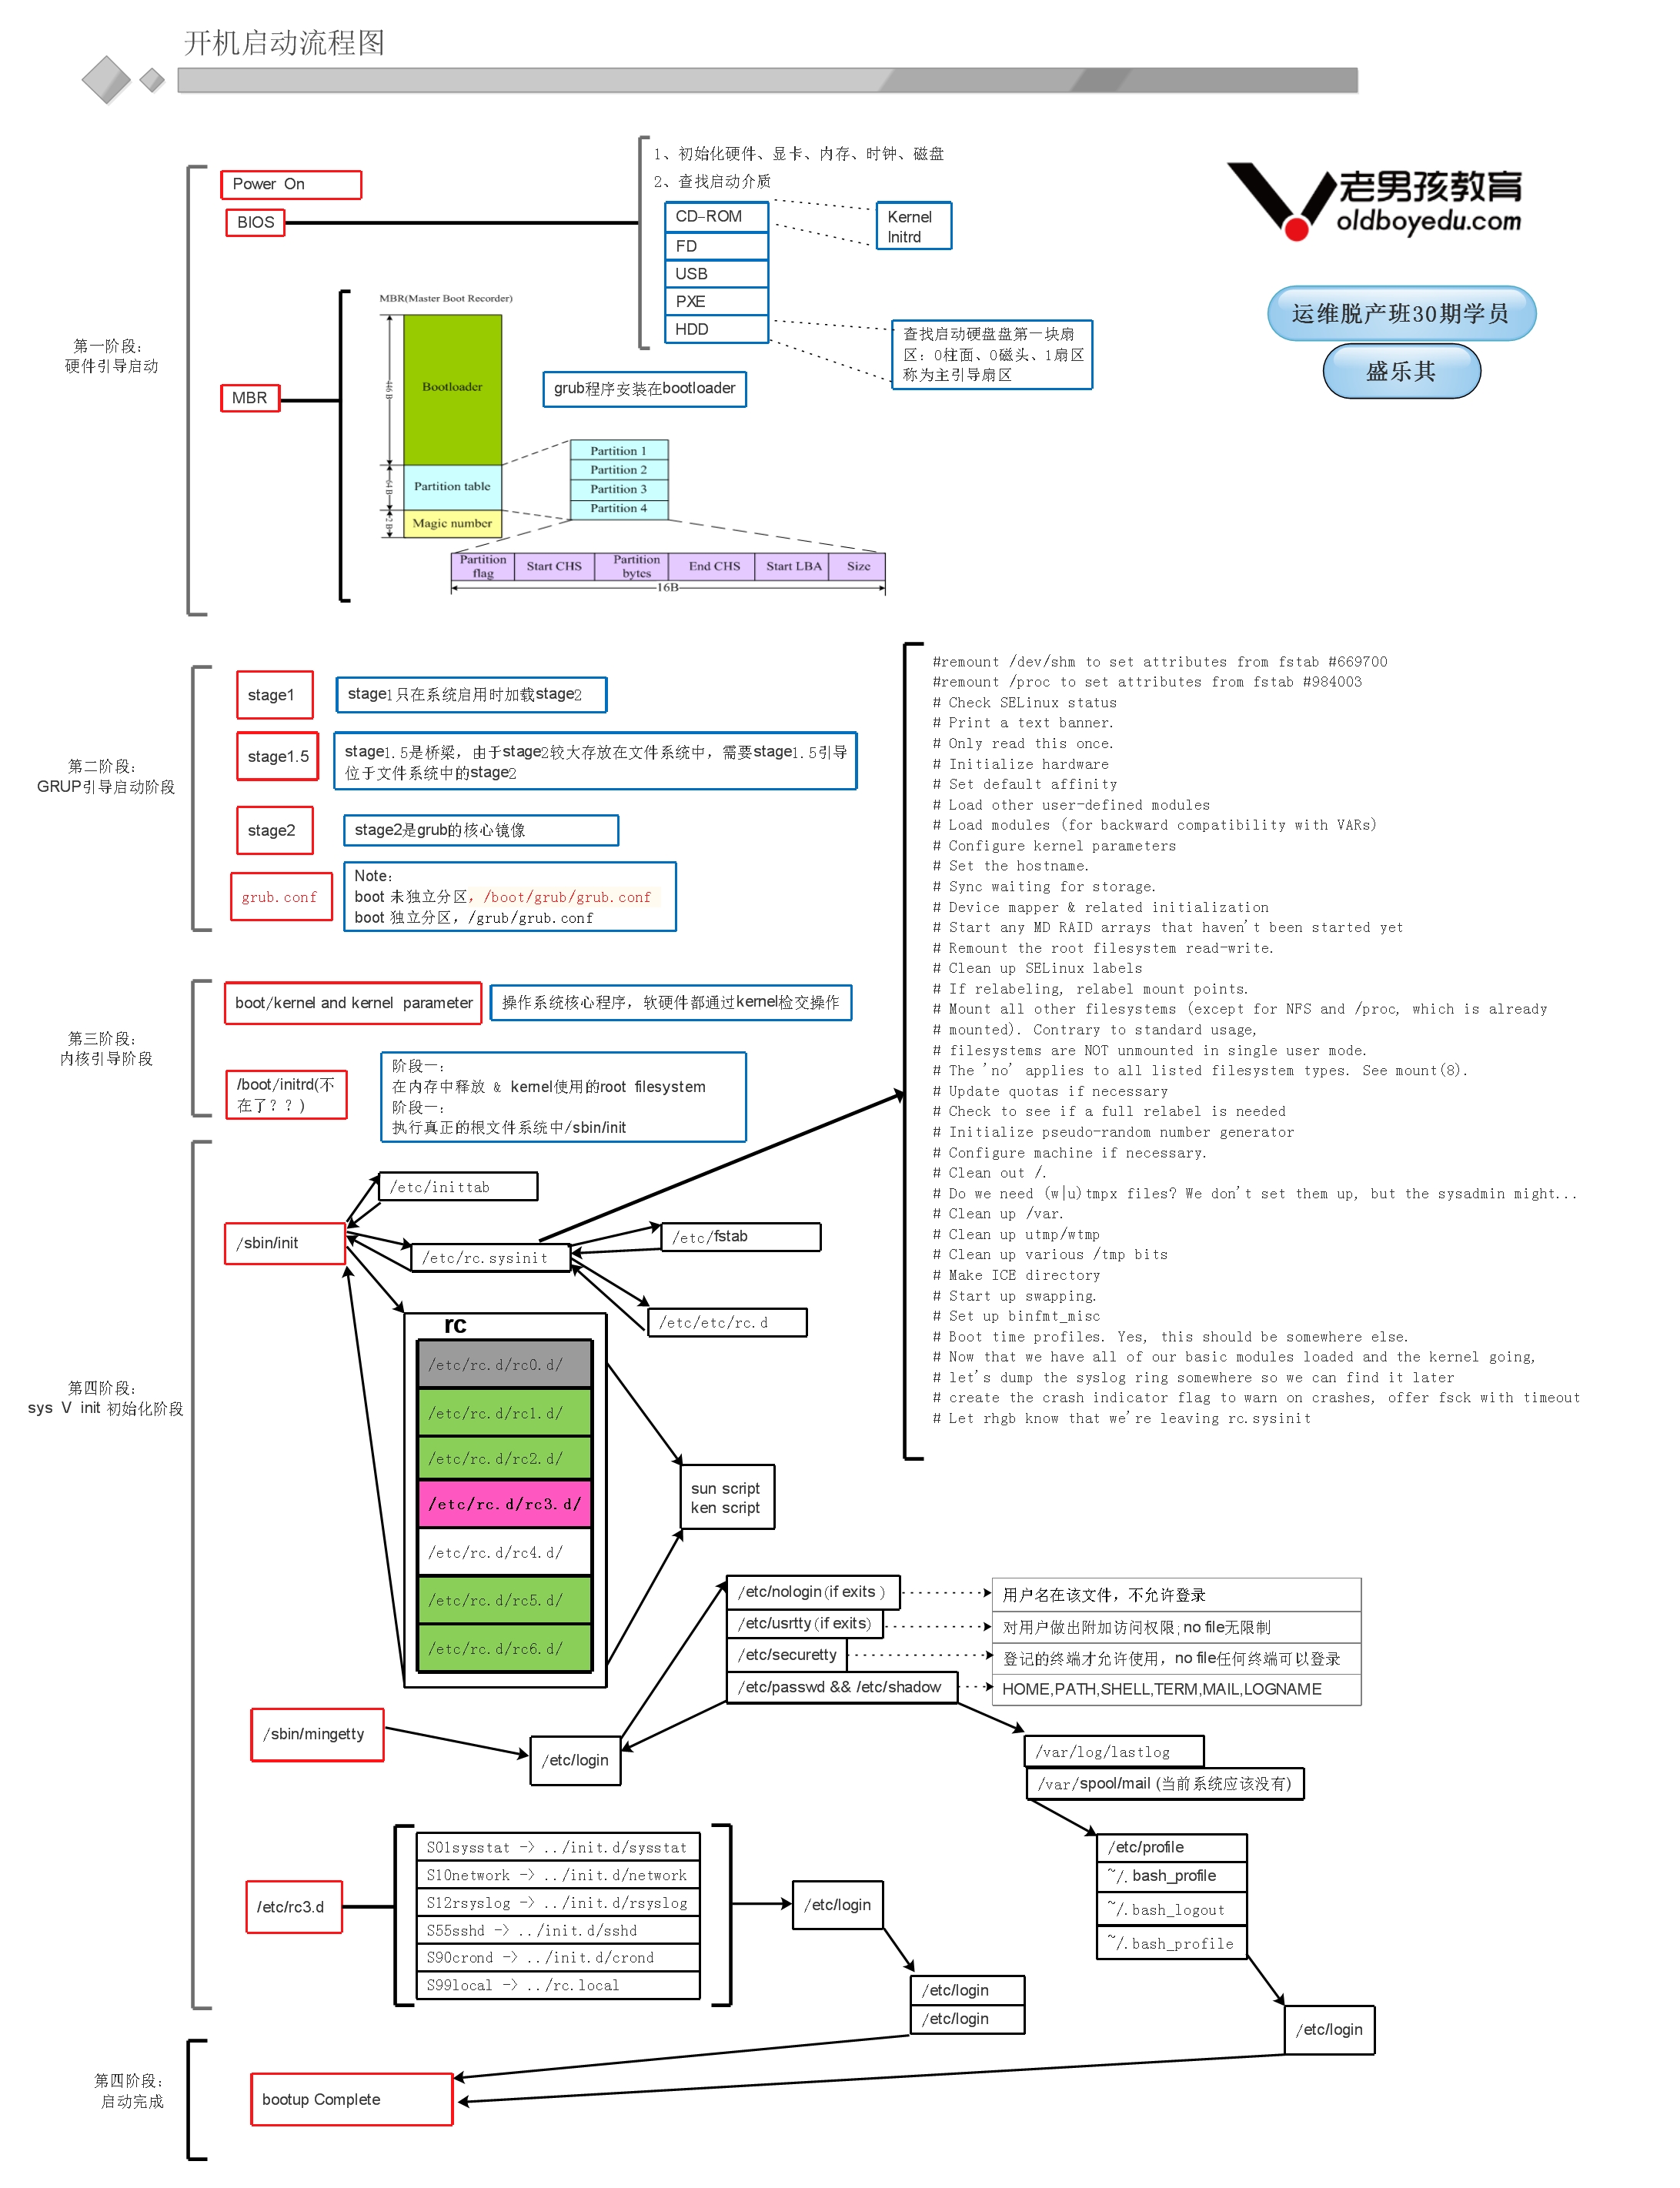 开机启动流程图
老男孩教育
oldboyedu.com
运维脱产班30期学员
盛乐其
第一阶段：
硬件引导启动
Power On
BIOS
1、初始化硬件、显卡、内存、时钟、磁盘
2、查找启动介质
CD-ROM
FD
USB
PXE
HDD
Kernel
Initrd
查找启动硬盘盘第一块扇
区：0柱面、0磁头、1扇区
称为主引导扇区
MBR
MBR(Master Boot Recorder)
446 B
Bootloader
64 B
Partition table
2 B
Magic number
grub程序安装在bootloader
Partition 1
Partition 2
Partition 3
Partition 4
Partition
flag
Start CHS
Partition
bytes
End CHS
Start LBA
Size
16B
第二阶段：
GRUP引导启动阶段
stage1
stage1只在系统启用时加载stage2
stage1.5
stage1.5是桥梁，由于stage2较大存放在文件系统中，需要stage1.5引导
位于文件系统中的stage2
stage2
stage2是grub的核心镜像
grub.conf
Note：
boot 未独立分区，/boot/grub/grub.conf
boot 独立分区，/grub/grub.conf
第三阶段：
内核引导阶段
boot/kernel and kernel parameter
操作系统核心程序，软硬件都通过kernel检交操作
/boot/initrd(不
在了？？)
阶段一：
在内存中释放 & kernel使用的root filesystem
阶段一：
执行真正的根文件系统中/sbin/init
#remount /dev/shm to set attributes from fstab #669700
#remount /proc to set attributes from fstab #984003
# Check SELinux status
# Print a text banner.
# Only read this once.
# Initialize hardware
# Set default affinity
# Load other user-defined modules
# Load modules (for backward compatibility with VARs)
# Configure kernel parameters
# Set the hostname.
# Sync waiting for storage.
# Device mapper & related initialization
# Start any MD RAID arrays that haven't been started yet
# Remount the root filesystem read-write.
# Clean up SELinux labels
# If relabeling, relabel mount points.
# Mount all other filesystems (except for NFS and /proc, which is already
# mounted). Contrary to standard usage,
# filesystems are NOT unmounted in single user mode.
# The 'no' applies to all listed filesystem types. See mount(8).
# Update quotas if necessary
# Check to see if a full relabel is needed
# Initialize pseudo-random number generator
# Configure machine if necessary.
# Clean out /.
# Do we need (w|u)tmpx files? We don't set them up, but the sysadmin might...
# Clean up /var.
# Clean up utmp/wtmp
# Clean up various /tmp bits
# Make ICE directory
# Start up swapping.
# Set up binfmt_misc
# Boot time profiles. Yes, this should be somewhere else.
# Now that we have all of our basic modules loaded and the kernel going,
# let's dump the syslog ring somewhere so we can find it later
# create the crash indicator flag to warn on crashes, offer fsck with timeout
# Let rhgb know that we're leaving rc.sysinit
第四阶段：
sys V init 初始化阶段
/sbin/init
/etc/inittab
/etc/rc.sysinit
/etc/fstab
/etc/etc/rc.d
rc
/etc/rc.d/rc0.d/
/etc/rc.d/rc1.d/
/etc/rc.d/rc2.d/
/etc/rc.d/rc3.d/
/etc/rc.d/rc4.d/
/etc/rc.d/rc5.d/
/etc/rc.d/rc6.d/
sun script
ken script
/sbin/mingetty
/etc/login
/etc/nologin(if exits )
/etc/usrtty(if exits)
/etc/securetty
/etc/passwd && /etc/shadow
用户名在该文件，不允许登录
对用户做出附加访问权限；no file无限制
登记的终端才允许使用，no file任何终端可以登录
HOME,PATH,SHELL,TERM,MAIL,LOGNAME
/var/log/lastlog
/var/spool/mail (当前系统应该没有)
/etc/profile
~/. bash_profile
~/.bash_logout
~/.bash_profile
/etc/login
/etc/rc3.d
S01sysstat -> ../init.d/sysstat
S10network -> ../init.d/network
S12rsyslog -> ../init.d/rsyslog
S55sshd -> ../init.d/sshd
S90crond -> ../init.d/crond
S99local -> ../rc.local
/etc/login
/etc/login
/etc/login
第四阶段：
启动完成
bootup Complete